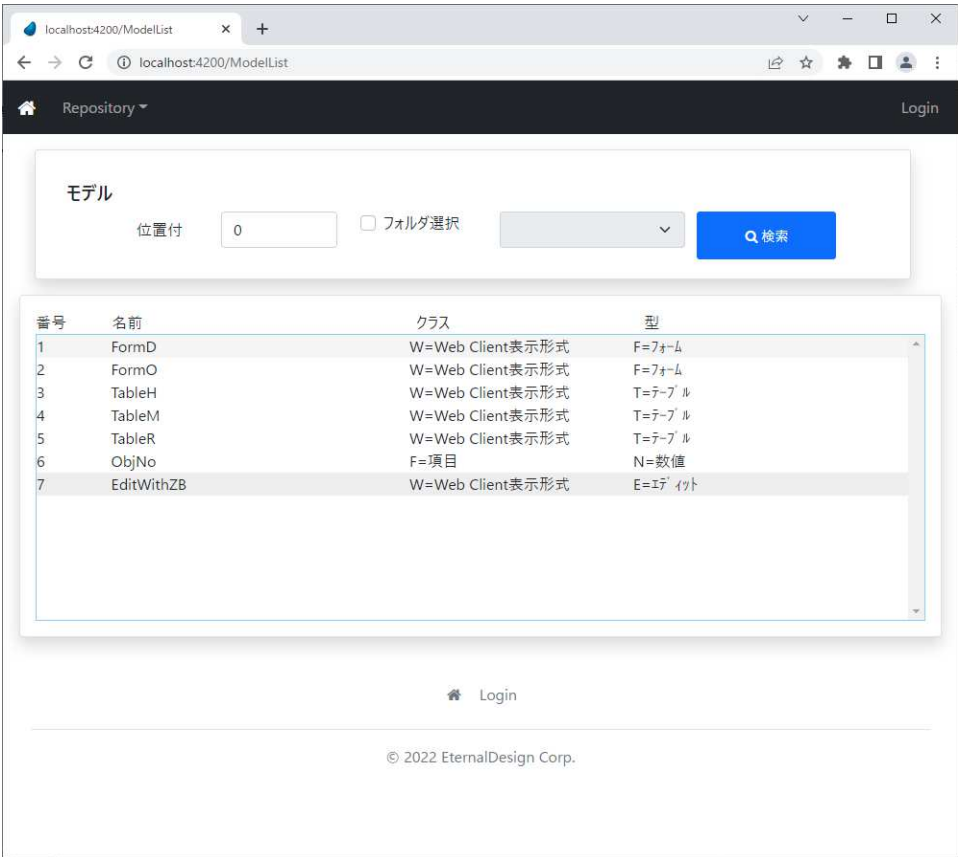 localhost:4200/ModelList
localhost:4200/ModelList
Repository Login
モデル
位置付 0 フォルダ選択 検索
番号 名前 クラス 型
1 FormD W=Web Client表示形式 F=ﾌｫｰﾑ
2 FormO W=Web Client表示形式 F=ﾌｫｰﾑ
3 TableH W=Web Client表示形式 T=ﾃｰﾌﾞﾙ
4 TableM W=Web Client表示形式 T=ﾃｰﾌﾞﾙ
5 TableR W=Web Client表示形式 T=ﾃｰﾌﾞﾙ
6 ObjNo F=項目 N=数値
7 EditWithZB W=Web Client表示形式 E=ｴﾃﾞｨｯﾄ
Login
© 2022 EternalDesign Corp.